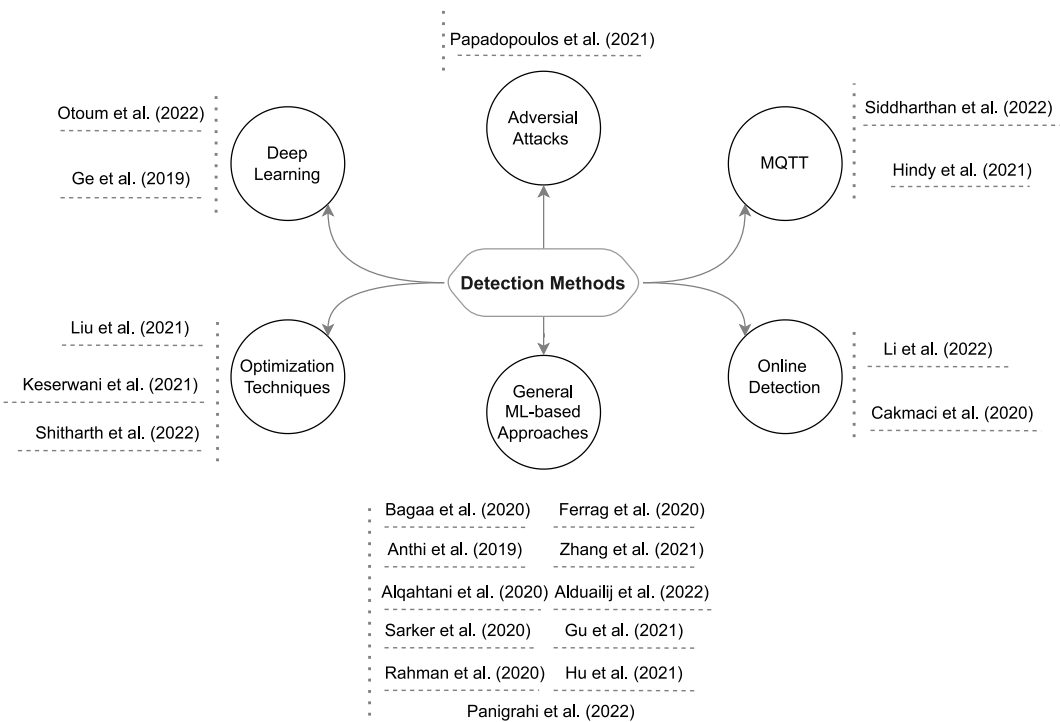 Papadopoulos et al. (2021)
Adversial
Attacks
Otoum et al. (2022)
Ge et al. (2019)
Deep
Learning
MQTT
Siddharthan et al. (2022)
Hindy et al. (2021)
Detection Methods
Liu et al. (2021)
Keserwani et al. (2021)
Shitharth et al. (2022)
Optimization
Techniques
General
ML-based
Approaches
Online
Detection
Li et al. (2022)
Cakmaci et al. (2020)
Bagaa et al. (2020)
Ferrag et al. (2020)
Anthi et al. (2019)
Zhang et al. (2021)
Alqahtani et al. (2020)
Alduailij et al. (2022)
Sarker et al. (2020)
Gu et al. (2021)
Rahman et al. (2020)
Hu et al. (2021)
Panigrahi et al. (2022)